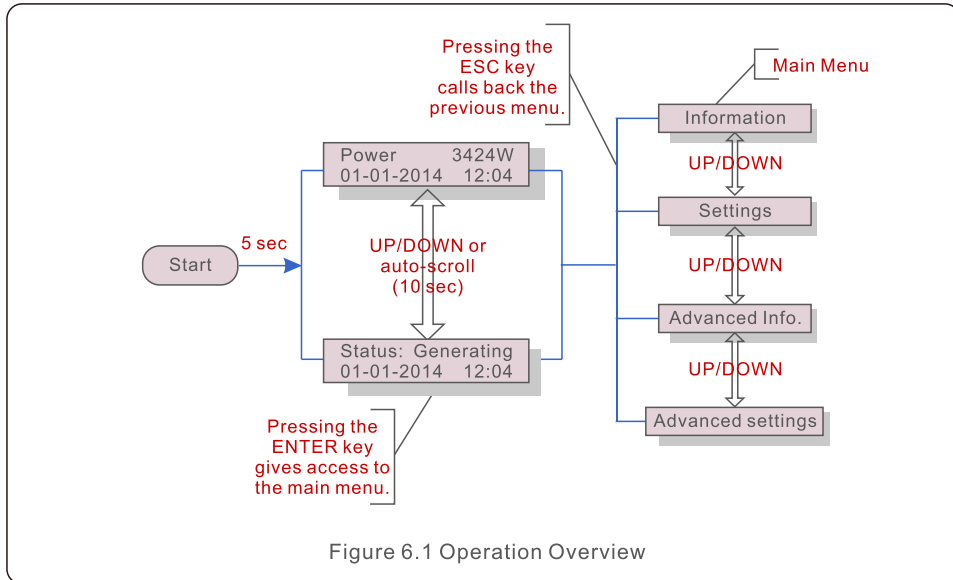 Pressing the
ESC key
calls back the
previous menu.
Main Menu
Information
UP/DOWN
Settings
UP/DOWN
Advanced Info.
UP/DOWN
Advanced settings
Power 3424W
01-01-2014 12:04
5 sec
Start
UP/DOWN or
auto-scroll
(10 sec)
Status: Generating
01-01-2014 12:04
Pressing the
ENTER key
gives access to
the main menu.
Figure 6.1 Operation Overview